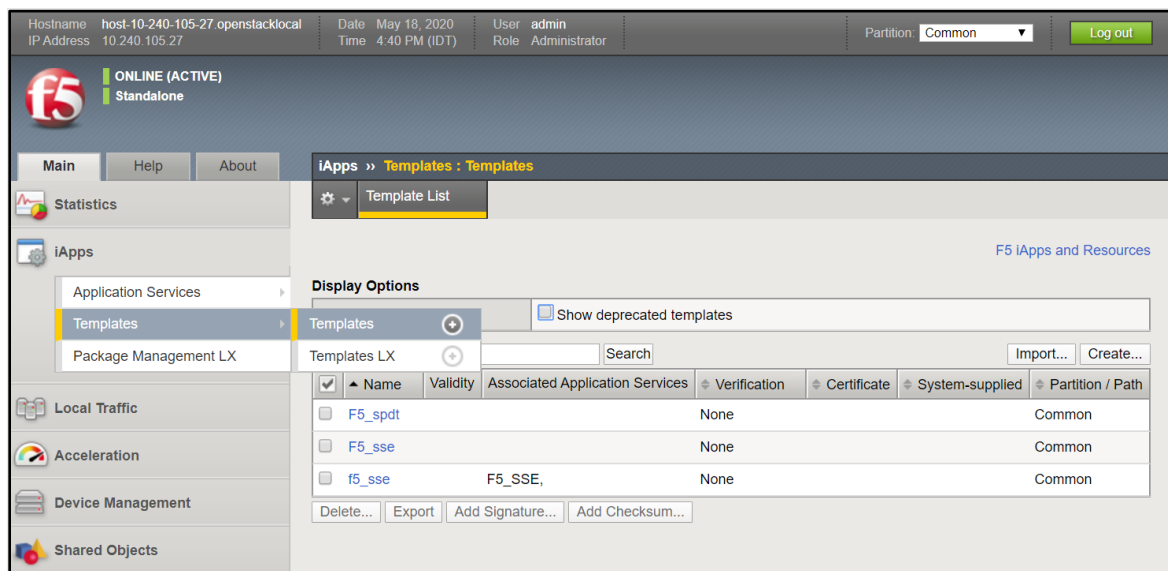 Hostname host-10-240-105-27.openstacklocal Date May 18, 2020 User admin
IP Address 10.240.105.27 Time 4:40 PM (IDT) Role Administrator
Partition: Common Log out
f5
ONLINE (ACTIVE)
Standalone
Main Help About
iApps ›› Templates : Templates
Template List
Statistics
iApps
F5 iApps and Resources
Application Services
Display Options
Templates
Templates
Show deprecated templates
Package Management LX
Templates LX
Search Import... Create...
Name Validity Associated Application Services Verification Certificate System-supplied Partition / Path
F5_spdt None Common
F5_sse None Common
f5_sse F5_SSE, None Common
Delete... Export Add Signature... Add Checksum...
Local Traffic
Acceleration
Device Management
Shared Objects